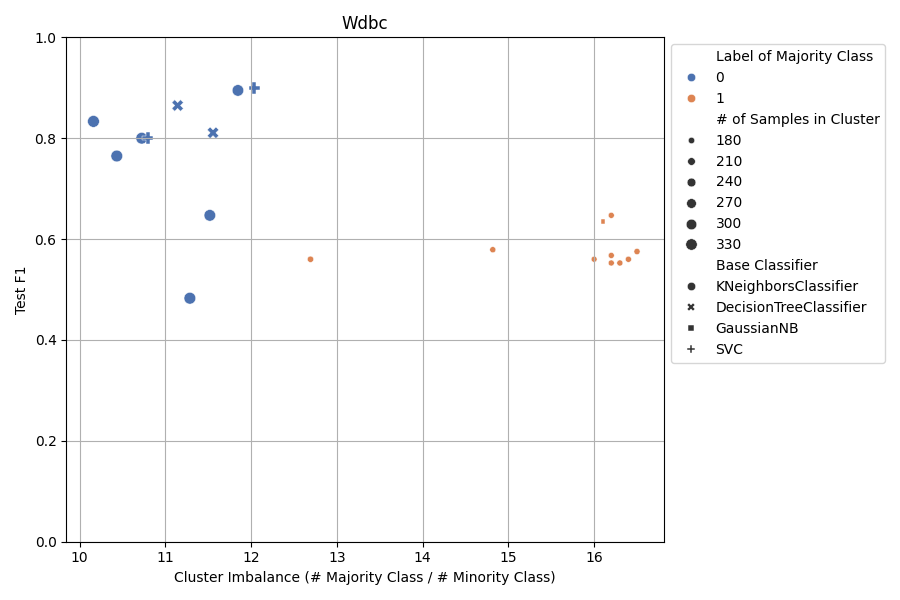 Wdbc
1.0
0.8
0.6
0.4
0.2
0.0
Test F1
10 11 12 13 14 15 16
Cluster Imbalance (# Majority Class / # Minority Class)
Label of Majority Class
0
1
# of Samples in Cluster
180
210
240
270
300
330
Base Classifier
KNeighborsClassifier
DecisionTreeClassifier
GaussianNB
SVC